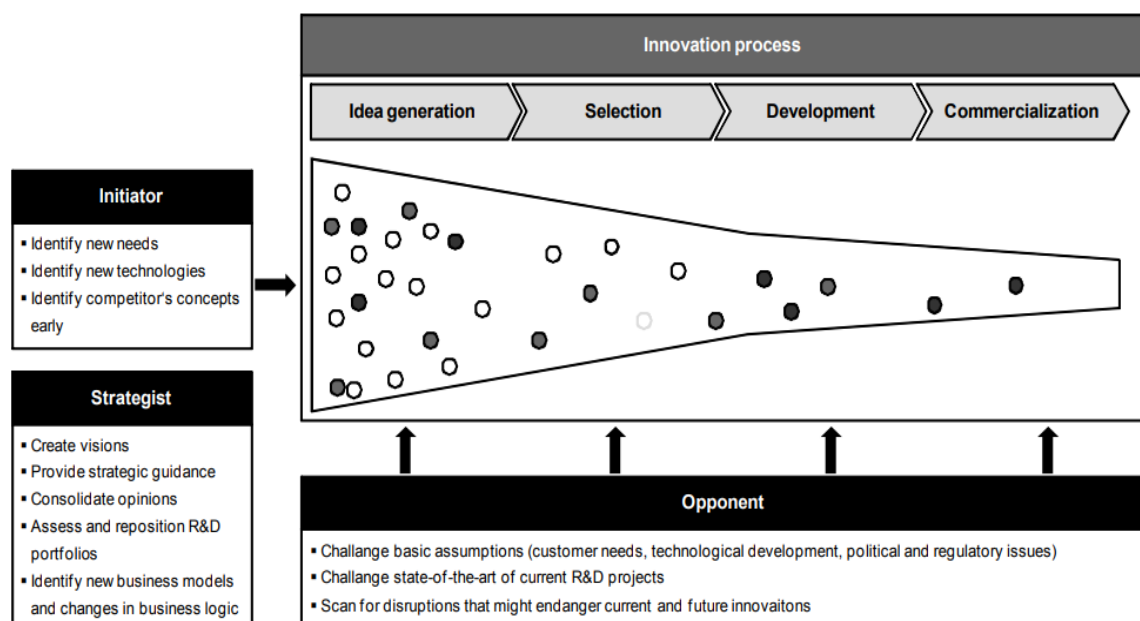 Innovation process
Idea generation
Selection
Development
Commercialization
Initiator
▪ Identify new needs
▪ Identify new technologies
▪ Identify competitor's concepts
early
Strategist
▪ Create visions
▪ Provide strategic guidance
▪ Consolidate opinions
▪ Assess and reposition R&D
portfolios
▪ Identify new business models
and changes in business logic
Opponent
▪ Challange basic assumptions (customer needs, technological development, political and regulatory issues)
▪ Challange state-of-the-art of current R&D projects
▪ Scan for disruptions that might endanger current and future innovaitons